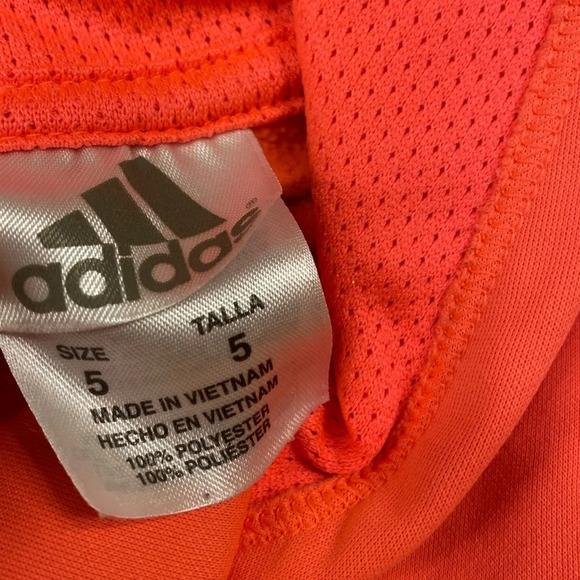 adidas®
SIZE TALLA
5 5
MADE IN VIETNAM
HECHO EN VIETNAM
100% POLYESTER
100% POLIESTER